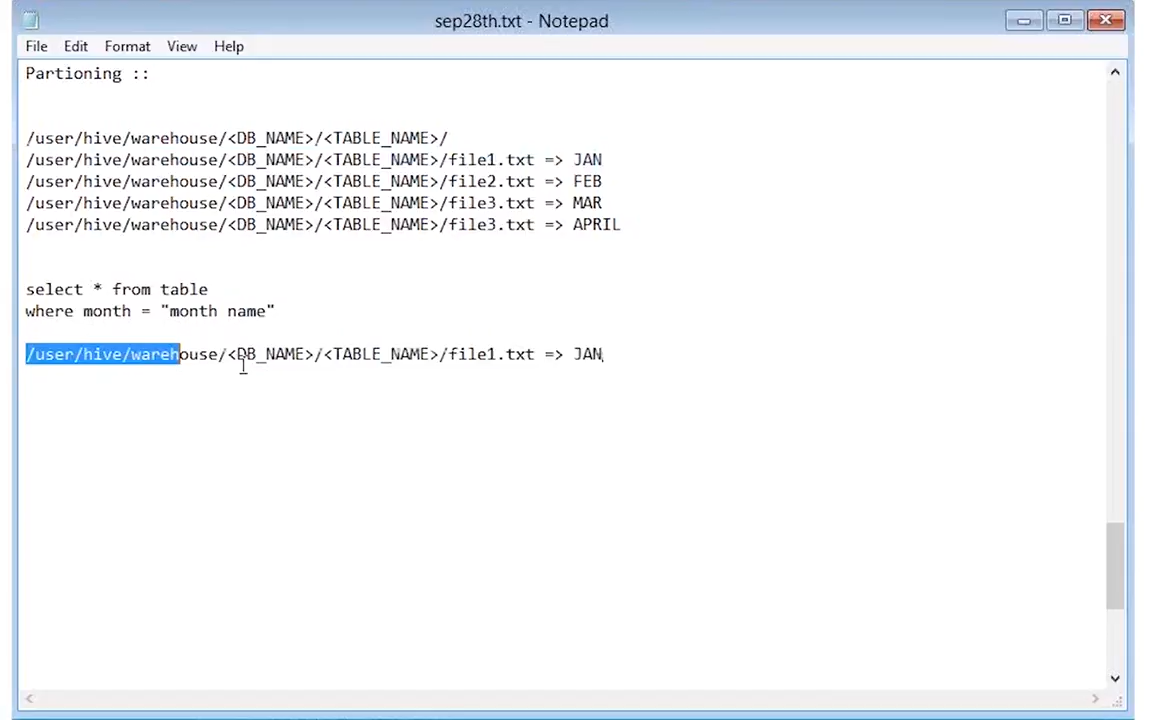 sep28th.txt - Notepad
File Edit Format View Help
Partioning ::
/user/hive/warehouse/<DB_NAME>/<TABLE_NAME>/
/user/hive/warehouse/<DB_NAME>/<TABLE_NAME>/file1.txt => JAN
/user/hive/warehouse/<DB_NAME>/<TABLE_NAME>/file2.txt => FEB
/user/hive/warehouse/<DB_NAME>/<TABLE_NAME>/file3.txt => MAR
/user/hive/warehouse/<DB_NAME>/<TABLE_NAME>/file3.txt => APRIL
select * from table
where month = "month name"
/user/hive/warehouse/<DB_NAME>/<TABLE_NAME>/file1.txt => JAN